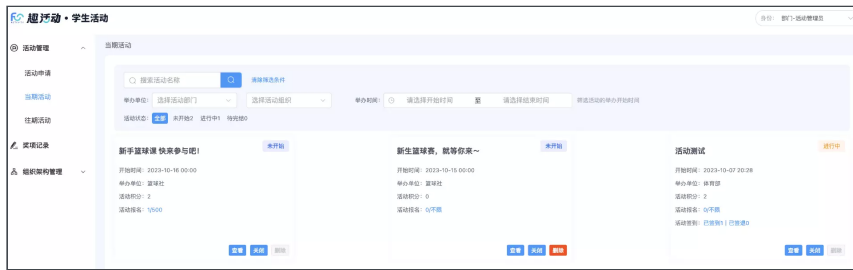 趣活动·学生活动
身份: 部门-活动管理员
活动管理
活动申请
当期活动
往期活动
奖项记录
组织架构管理
当期活动
搜索活动名称
清除筛选条件
举办单位: 选择活动部门 选择活动组织 举办时间: 请选择开始时间 至 请选择结束时间 筛选活动的举办开始时间
活动状态: 全部 未开始2 进行中1 待完结0
新手篮球课 快来参与吧! 未开始
开始时间: 2023-10-16 00:00
举办单位: 篮球社
活动积分: 2
活动报名: 1/500
查看 关闭 删除
新生篮球赛, 就等你来~ 未开始
开始时间: 2023-10-15 00:00
举办单位: 篮球社
活动积分: 0
活动报名: 0/不限
查看 关闭 删除
活动测试 进行中
开始时间: 2023-10-07 20:28
举办单位: 体育部
活动积分: 2
活动报名: 0/不限
活动签到: 已签到1 | 已签退0
查看 关闭 删除